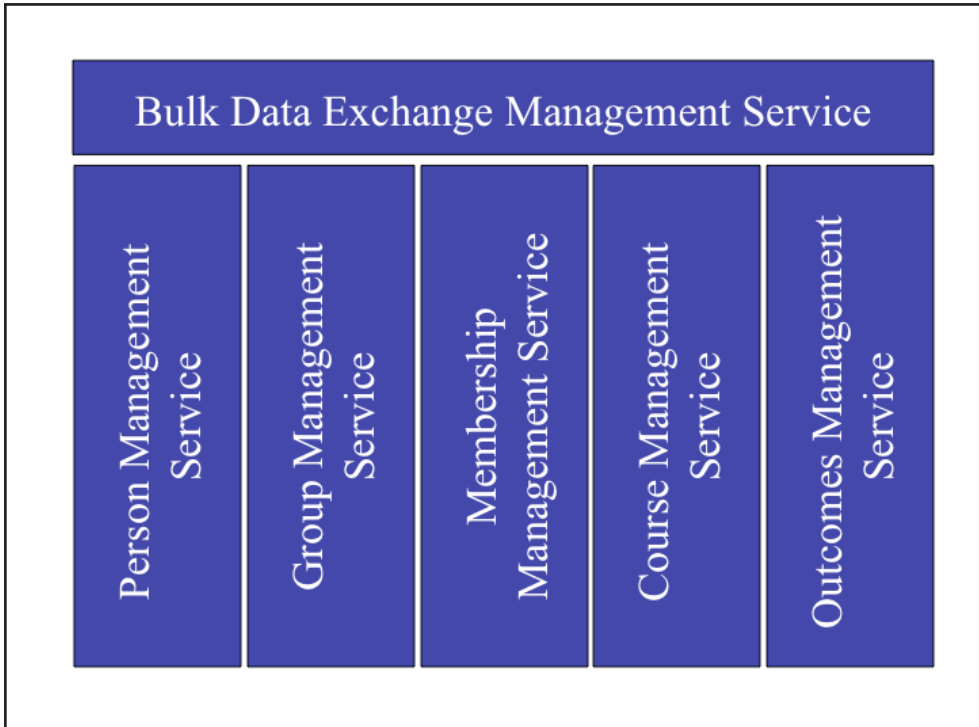 Bulk Data Exchange Management Service
Person Management
Service
Group Management
Service
Membership
Management Service
Course Management
Service
Outcomes Management
Service